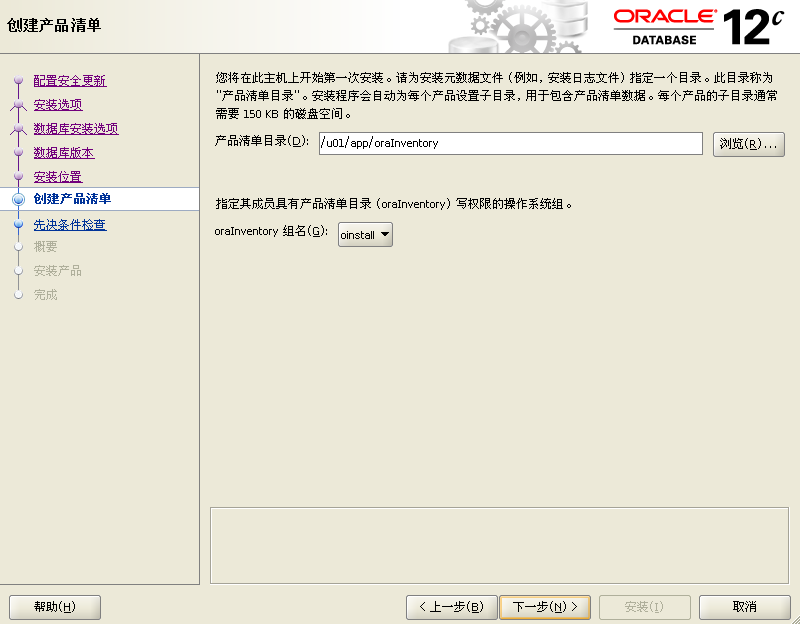 创建产品清单
ORACLE
DATABASE
12c
配置安全更新
安装选项
数据库安装选项
数据库版本
安装位置
创建产品清单
先决条件检查
概要
安装产品
完成
您将在此主机上开始第一次安装。请为安装元数据文件 (例如, 安装日志文件) 指定一个目录。此目录称为
"产品清单目录"。安装程序会自动为每个产品设置子目录, 用于包含产品清单数据。每个产品的子目录通常
需要 150 KB 的磁盘空间。
产品清单目录(D): /u01/app/oraInventory 浏览(R)...
指定其成员具有产品清单目录 (oraInventory) 写权限的操作系统组。
oraInventory 组名(G): oinstall
帮助(H) < 上一步(B) 下一步(N) > 安装(I) 取消